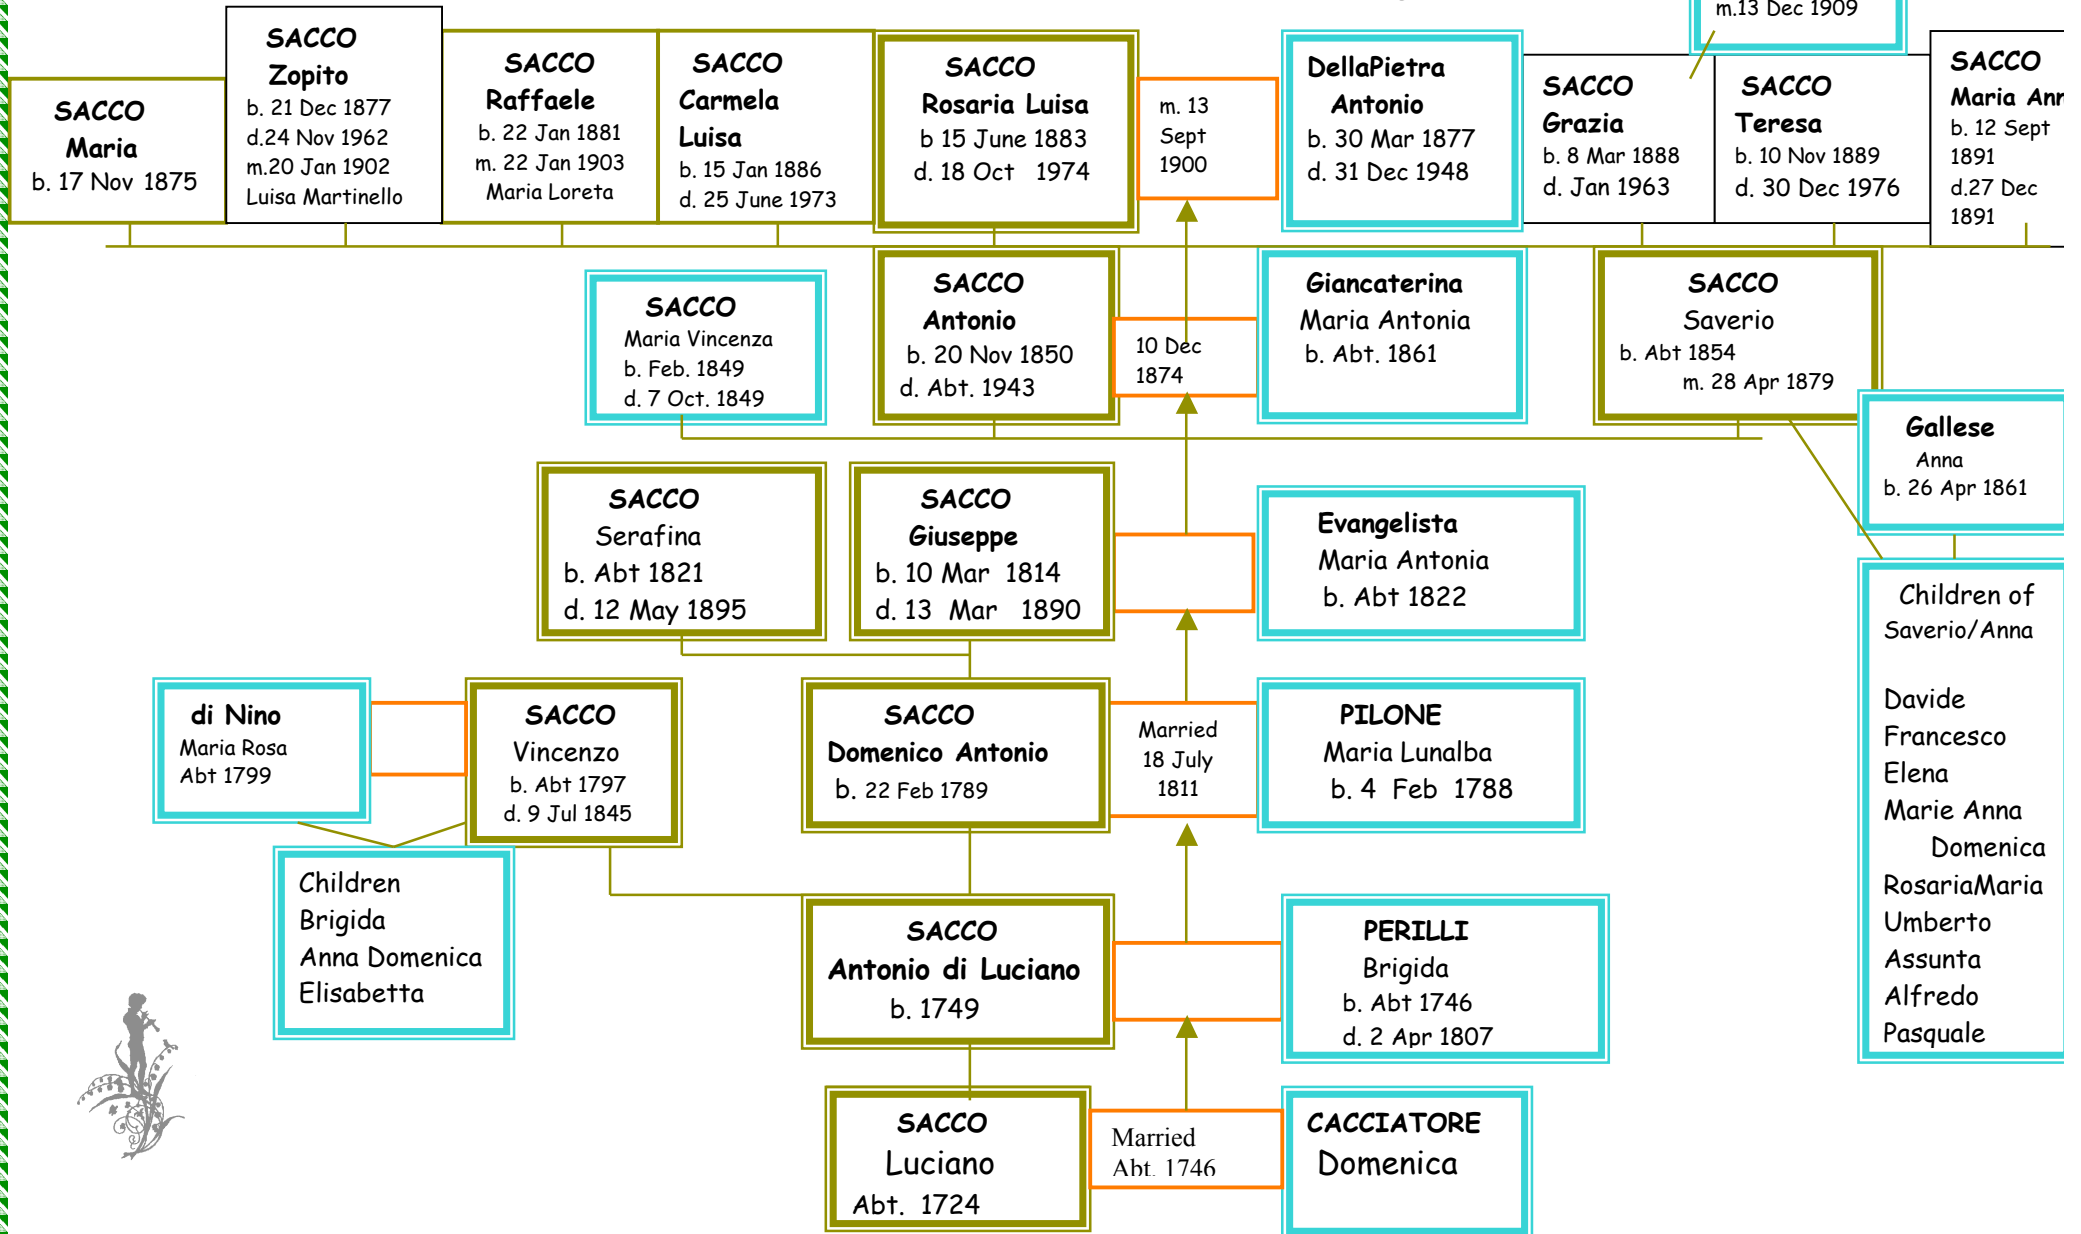 m.13 Dec 1909
SACCO
Maria
b. 17 Nov 1875
SACCO
Zopito
b. 21 Dec 1877
d.24 Nov 1962
m.20 Jan 1902
Luisa Martinello
SACCO
Raffaele
b. 22 Jan 1881
m. 22 Jan 1903
Maria Loreta
SACCO
Carmela
Luisa
b. 15 Jan 1886
d. 25 June 1973
SACCO
Rosaria Luisa
b 15 June 1883
d. 18 Oct 1974
m. 13
Sept
1900
DellaPietra
Antonio
b. 30 Mar 1877
d. 31 Dec 1948
SACCO
Grazia
b. 8 Mar 1888
d. Jan 1963
SACCO
Teresa
b. 10 Nov 1889
d. 30 Dec 1976
SACCO
Maria Ann
b. 12 Sept
1891
d.27 Dec
1891
SACCO
Maria Vincenza
b. Feb. 1849
d. 7 Oct. 1849
SACCO
Antonio
b. 20 Nov 1850
d. Abt. 1943
10 Dec
1874
Giancaterina
Maria Antonia
b. Abt. 1861
SACCO
Saverio
b. Abt 1854
m. 28 Apr 1879
Gallese
Anna
b. 26 Apr 1861
SACCO
Serafina
b. Abt 1821
d. 12 May 1895
SACCO
Giuseppe
b. 10 Mar 1814
d. 13 Mar 1890
Evangelista
Maria Antonia
b. Abt 1822
Children of
Saverio/Anna
Davide
Francesco
Elena
Marie Anna
Domenica
RosariaMaria
Umberto
Assunta
Alfredo
Pasquale
di Nino
Maria Rosa
Abt 1799
SACCO
Vincenzo
b. Abt 1797
d. 9 Jul 1845
SACCO
Domenico Antonio
b. 22 Feb 1789
Married
18 July
1811
PILONE
Maria Lunalba
b. 4 Feb 1788
Children
Brigida
Anna Domenica
Elisabetta
SACCO
Antonio di Luciano
b. 1749
PERILLI
Brigida
b. Abt 1746
d. 2 Apr 1807
SACCO
Luciano
Abt. 1724
Married
Abt. 1746
CACCIATORE
Domenica